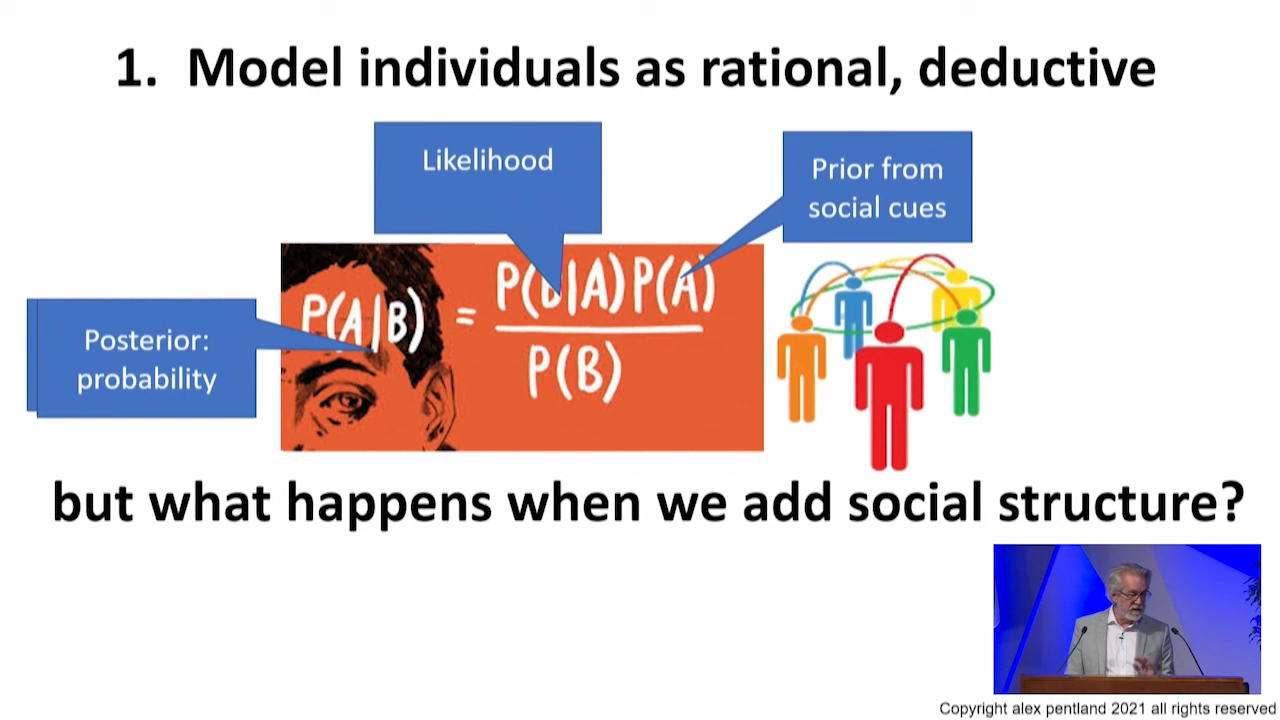 1. Model individuals as rational, deductive
Likelihood
Prior from
social cues
Posterior:
probability
P(A|B) = P(B|A)P(A)
P(B)
but what happens when we add social structure?
Copyright alex pentland 2021 all rights reserved